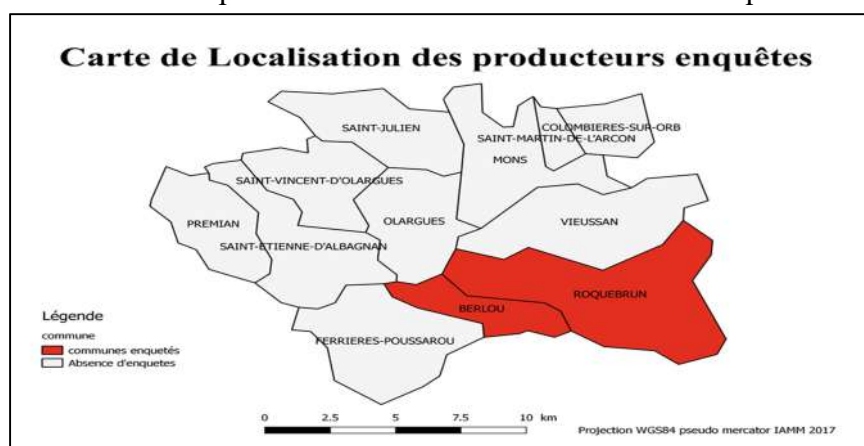 Carte de Localisation des producteurs enquêtes
COLOMBIERES-SUR-ORB
SAINT-JULIEN
SAINT-MARTIN-DE-L'ARCON
MONS
SAINT-VINCENT-D'OLARGUES
PREMIAN
OLARGUES
VIEUSSAN
SAINT-ETIENNE-D'ALBAGNAN
ROQUEBRUN
BERLOU
FERRIERES-POUSSAROU
Légende
commune
communes enquetés
Absence d'enquetes
0 2.5 5 7.5 10 km
Projection WGS84 pseudo mercator IAMM 2017